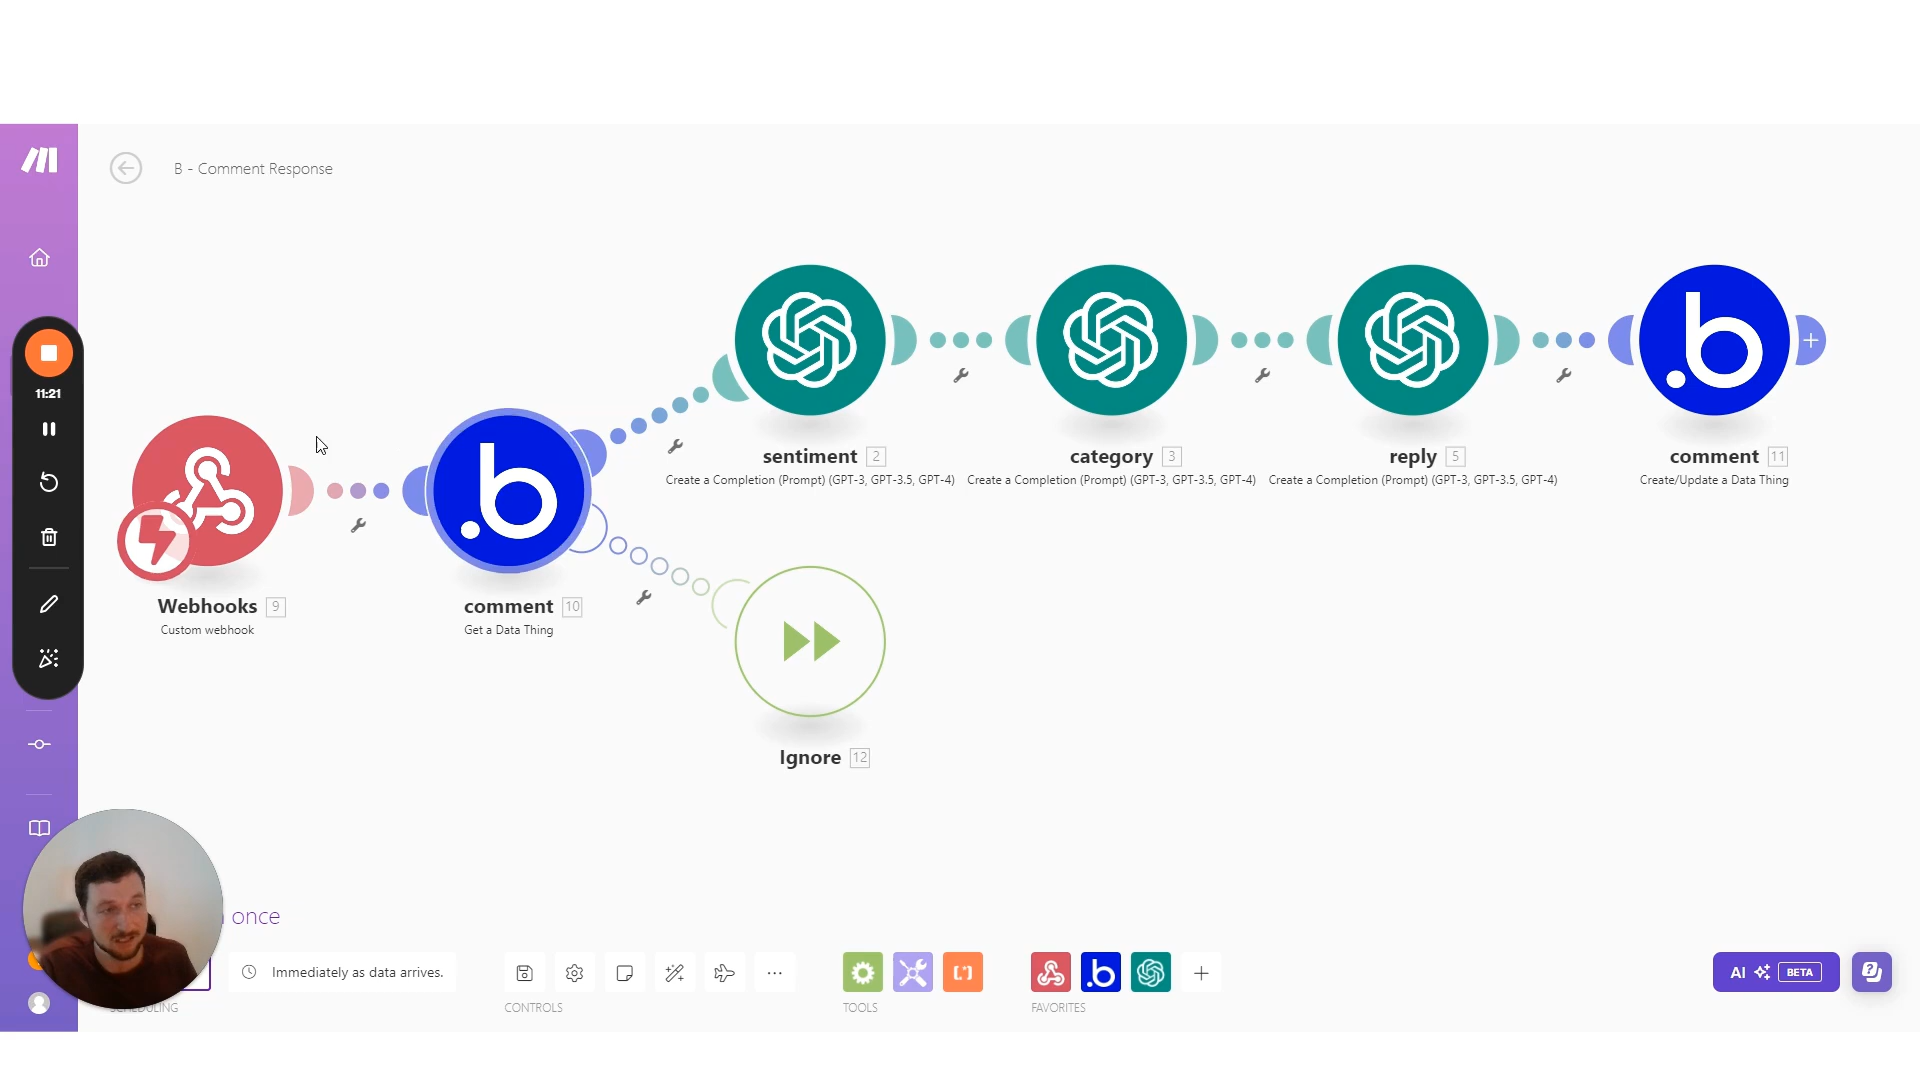 B - Comment Response
11:21
sentiment 2
Create a Completion (Prompt) (GPT-3, GPT-3.5, GPT-4)
category 3
Create a Completion (Prompt) (GPT-3, GPT-3.5, GPT-4)
reply 5
Create a Completion (Prompt) (GPT-3, GPT-3.5, GPT-4)
comment 11
Create/Update a Data Thing
Webhooks 9
Custom webhook
comment 10
Get a Data Thing
Ignore 12
once
Immediately as data arrives.
SCHEDULING
CONTROLS
TOOLS
FAVORITES
AI BETA